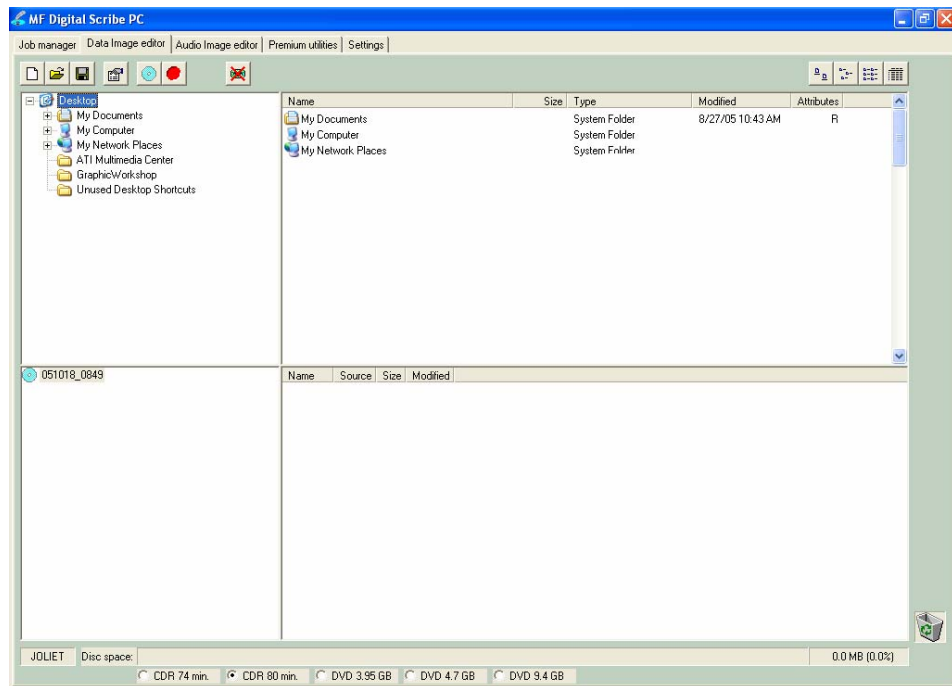 MF Digital Scribe PC
Job manager Data Image editor Audio Image editor Premium utilities Settings
Desktop
My Documents
My Computer
My Network Places
ATI Multimedia Center
GraphicWorkshop
Unused Desktop Shortcuts
Name Size Type Modified Attributes
My Documents System Folder 8/27/05 10:43 AM R
My Computer System Folder
My Network Places System Folder
051018_0849
Name Source Size Modified
JOLIET Disc space: 0.0 MB (0.0%)
CDR 74 min. CDR 80 min. DVD 3.95 GB DVD 4.7 GB DVD 9.4 GB